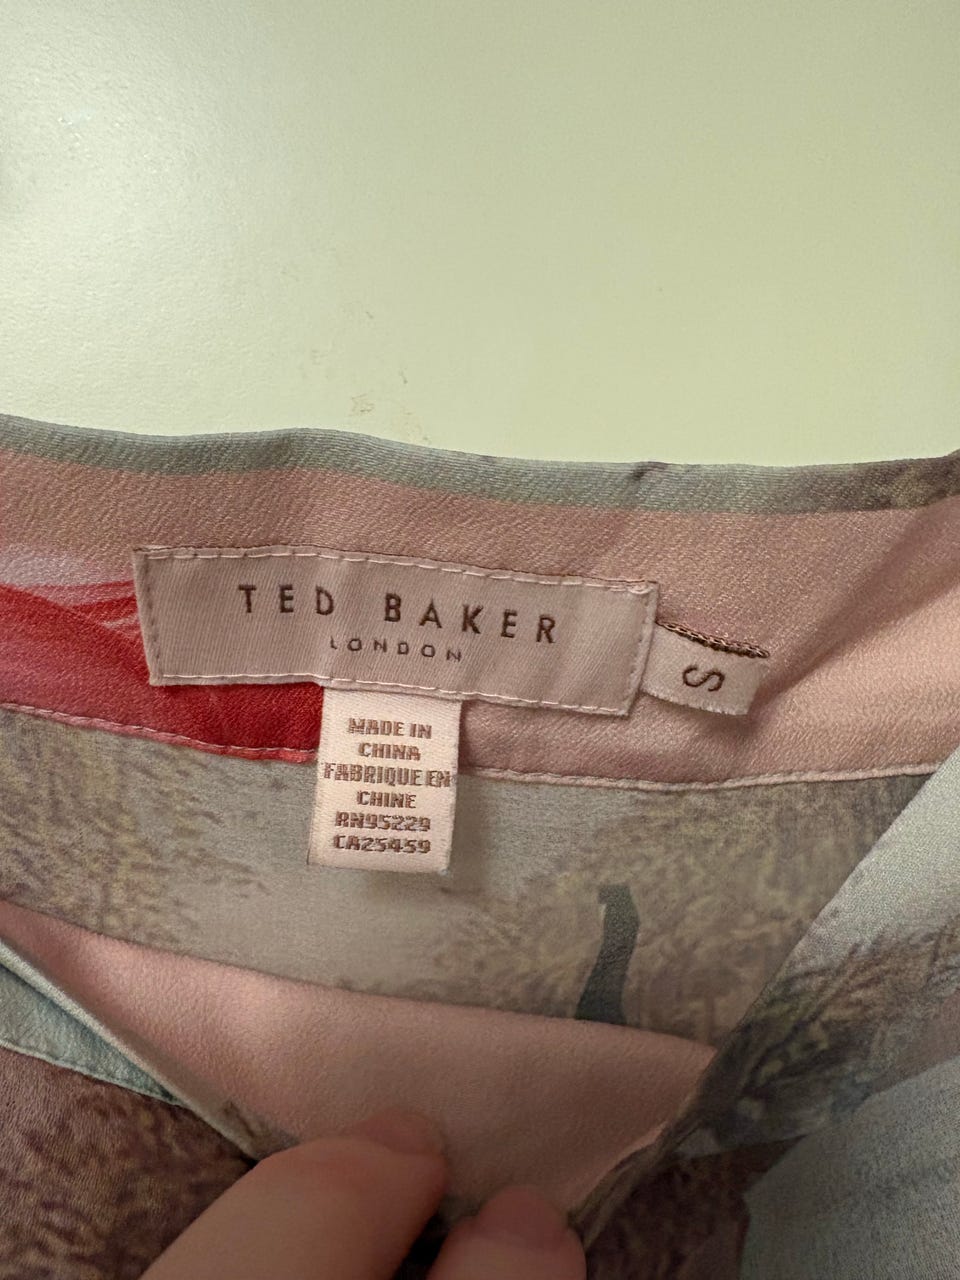 TED BAKER
LONDON
S
MADE IN
CHINA
FABRIQUE EN
CHINE
RN95229
CA25459